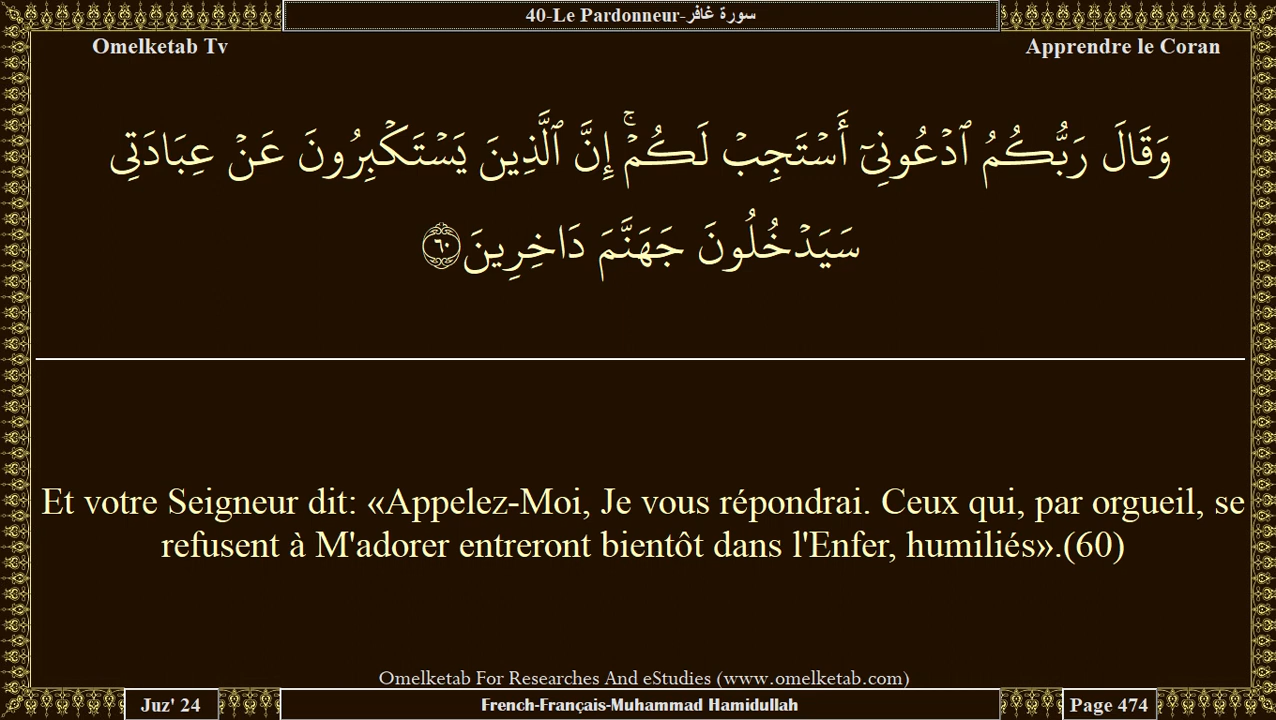 40-Le Pardonneur-سورة غافر
Omelketab Tv
Apprendre le Coran
وَقَالَ رَبُّكُمُ ٱدۡعُونِيٓ أَسۡتَجِبۡ لَكُمۡۚ إِنَّ ٱلَّذِينَ يَسۡتَكۡبِرُونَ عَنۡ عِبَادَتِي
سَيَدۡخُلُونَ جَهَنَّمَ دَاخِرِينَ ٦٠
Et votre Seigneur dit: «Appelez-Moi, Je vous répondrai. Ceux qui, par orgueil, se
refusent à M'adorer entreront bientôt dans l'Enfer, humiliés».(60)
Omelketab For Researches And eStudies (www.omelketab.com)
Juz' 24
French-Français-Muhammad Hamidullah
Page 474